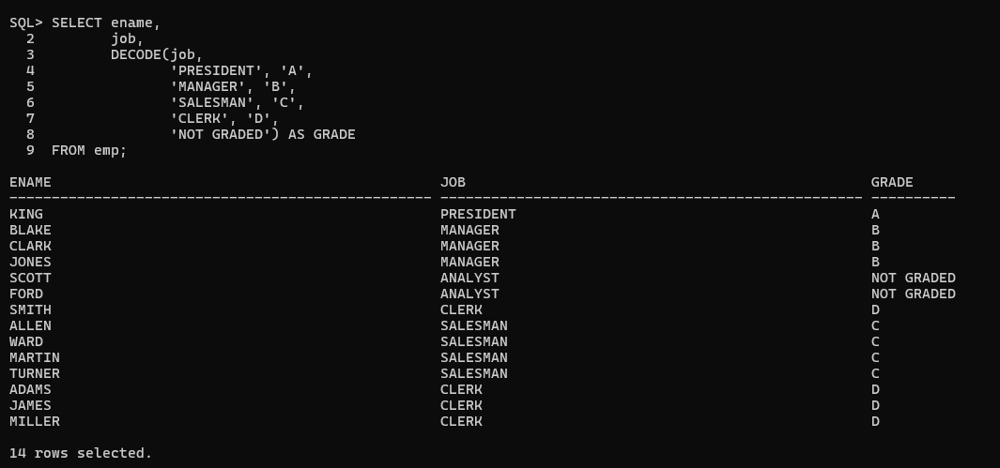 SQL> SELECT ename,
  2         job,
  3         DECODE(job,
  4                'PRESIDENT', 'A',
  5                'MANAGER', 'B',
  6                'SALESMAN', 'C',
  7                'CLERK', 'D',
  8                'NOT GRADED') AS GRADE
  9  FROM emp;
ENAME                                              JOB                                                GRADE
-------------------------------------------------- -------------------------------------------------- ----------
KING                                               PRESIDENT                                          A
BLAKE                                              MANAGER                                            B
CLARK                                              MANAGER                                            B
JONES                                              MANAGER                                            B
SCOTT                                              ANALYST                                            NOT GRADED
FORD                                               ANALYST                                            NOT GRADED
SMITH                                              CLERK                                              D
ALLEN                                              SALESMAN                                           C
WARD                                               SALESMAN                                           C
MARTIN                                             SALESMAN                                           C
TURNER                                             SALESMAN                                           C
ADAMS                                              CLERK                                              D
JAMES                                              CLERK                                              D
MILLER                                             CLERK                                              D
14 rows selected.